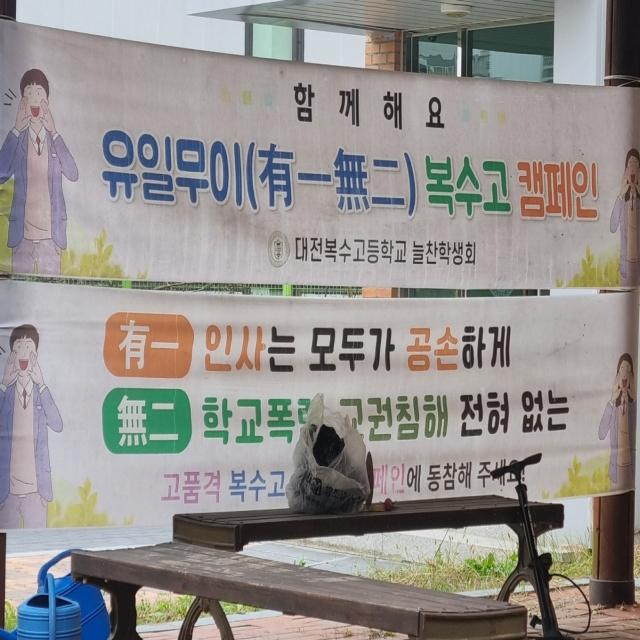 함께해요
유일무이(有一無二) 복수고 캠페인
대전복수고등학교 늘찬학생회
有一 인사는 모두가 공손하게
無二 학교폭력 교권침해 전혀 없는
고품격 복수고 페인에 동참해 주세요